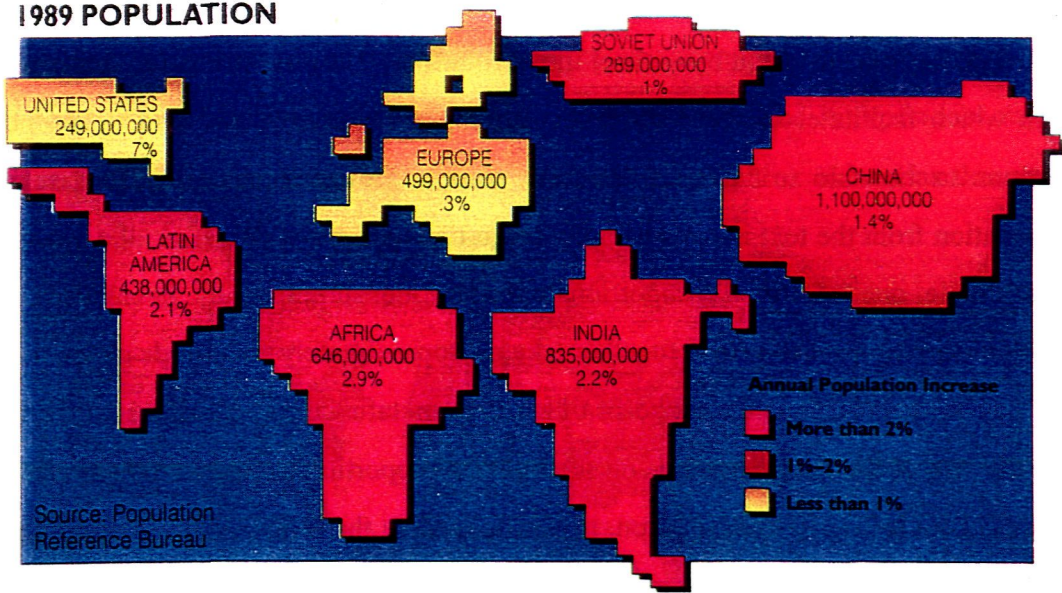 1989 POPULATION
UNITED STATES
249,000,000
7%
EUROPE
499,000,000
.3%
SOVIET UNION
289,000,000
1%
CHINA
1,100,000,000
1.4%
LATIN
AMERICA
438,000,000
2.1%
AFRICA
646,000,000
2.9%
INDIA
835,000,000
2.2%
Annual Population Increase
More than 2%
1%–2%
Less than 1%
Source: Population
Reference Bureau